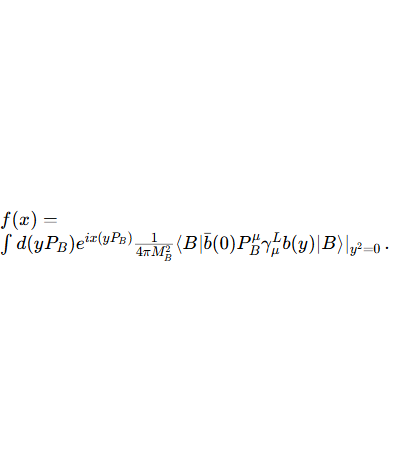 f(x) =
∫ d(yP_B)e^{ix(yP_B)} \frac{1}{4πM_B^2} ⟨B|\bar{b}(0)P_B^μ γ_μ^L b(y)|B⟩|_{y^2=0} .